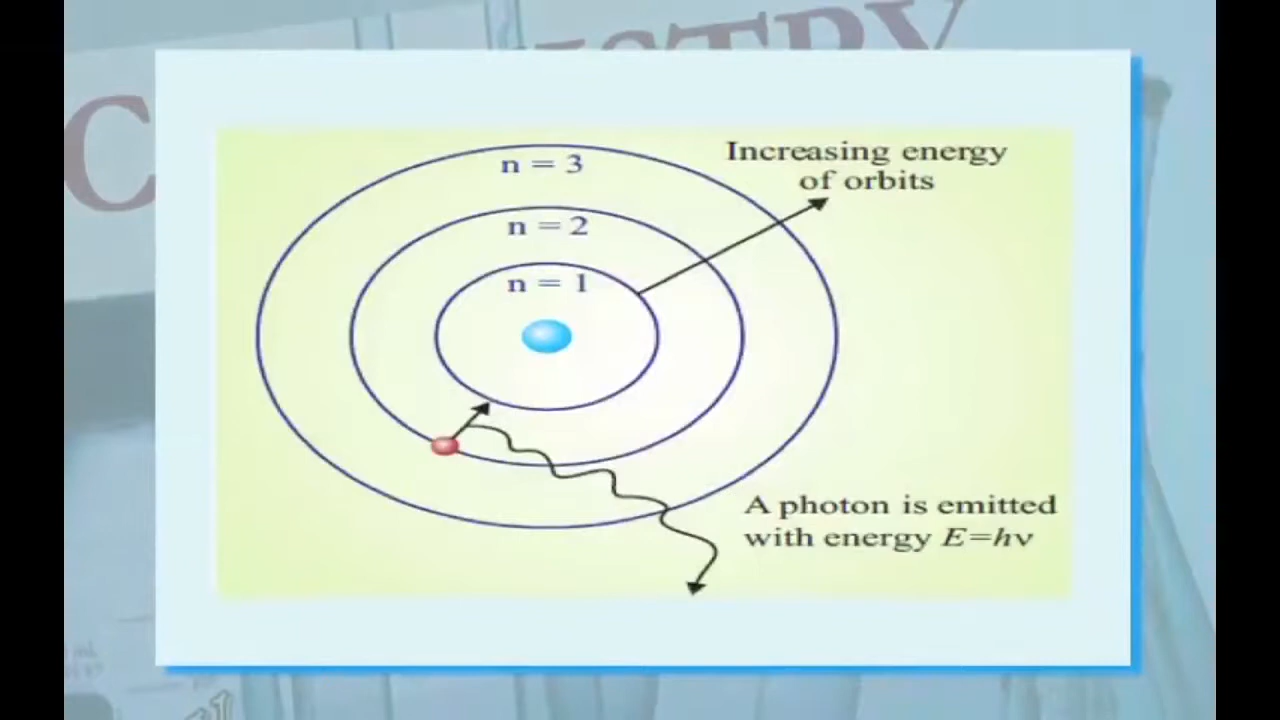 n = 3
Increasing energy
of orbits
n = 2
n = 1
A photon is emitted
with energy E=hν